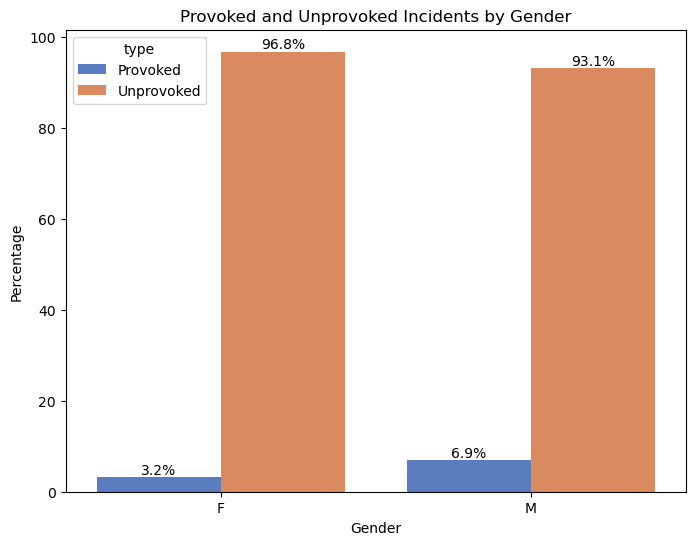 Provoked and Unprovoked Incidents by Gender
type
Provoked
Unprovoked
96.8%
93.1%
3.2%
6.9%
100
80
60
40
20
0
Percentage
F
M
Gender